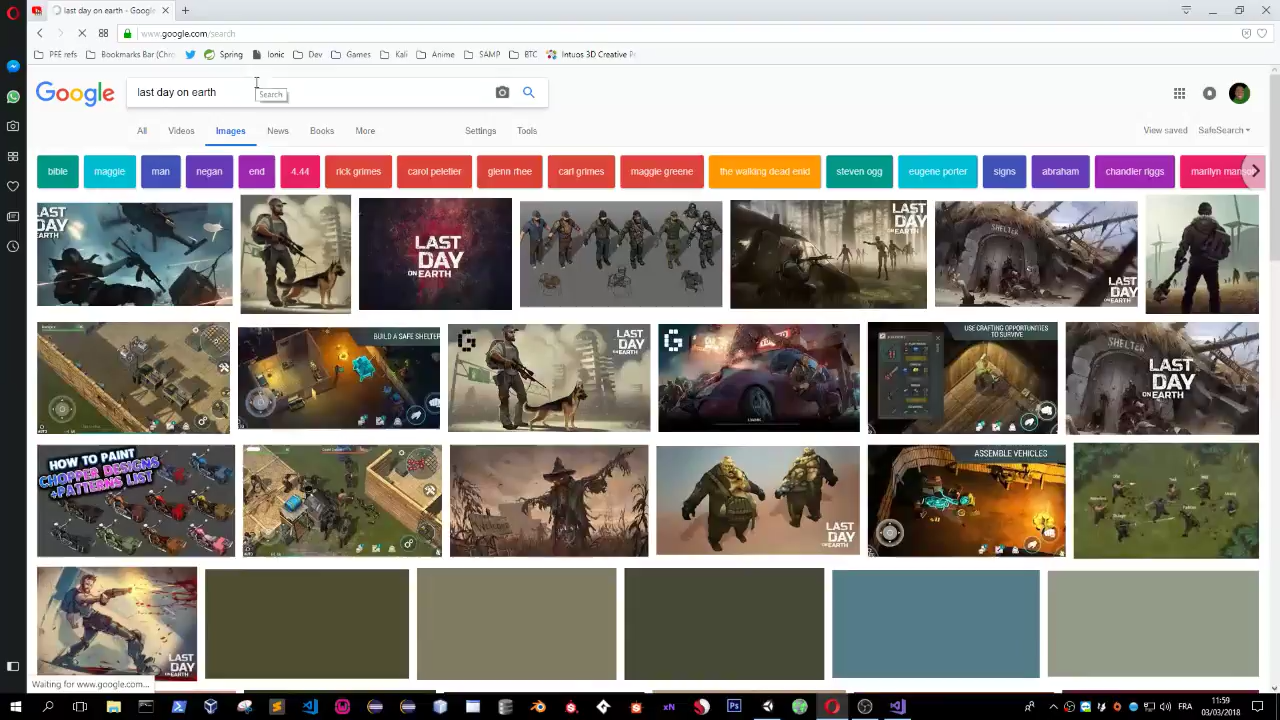 last day on earth - Google
www.google.com/search
PEE refs
Bookmarks Bar (Chro
Spring
Ionic
Dev
Games
Kali
Anime
SAMP
BTC
Intuos 3D Creative P
Google
last day on earth
Search
All
Videos
Images
News
Books
More
Settings
Tools
View saved
SafeSearch
bible
maggie
man
negan
end
4.44
rick grimes
carol peletier
glenn rhee
carl grimes
maggie greene
the walking dead enid
steven ogg
eugene porter
signs
abraham
chandler riggs
marilyn manso
LAST
DAY
EARTH
LAST
DAY
ON EARTH
LAST
DAY
ON EARTH
SHELTER
LAST
DAY
ON EARTH
BUILD A SAFE SHELTER
LAST
DAY
ON EARTH
USE CRAFTING OPPORTUNITIES
TO SURVIVE
SHELTER
LAST
DAY
ON EARTH
HOW TO PAINT
CHOPPER DESIGNS
+PATTERNS LIST
LAST
DAY
ON EARTH
ASSEMBLE VEHICLES
LAST
DAY
ON EARTH
Waiting for www.google.com...
FR
11:59
03/03/2018